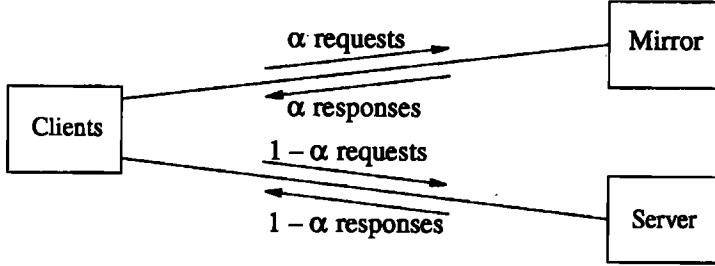 α requests
Mirror
α responses
Clients
1 – α requests
1 – α responses
Server